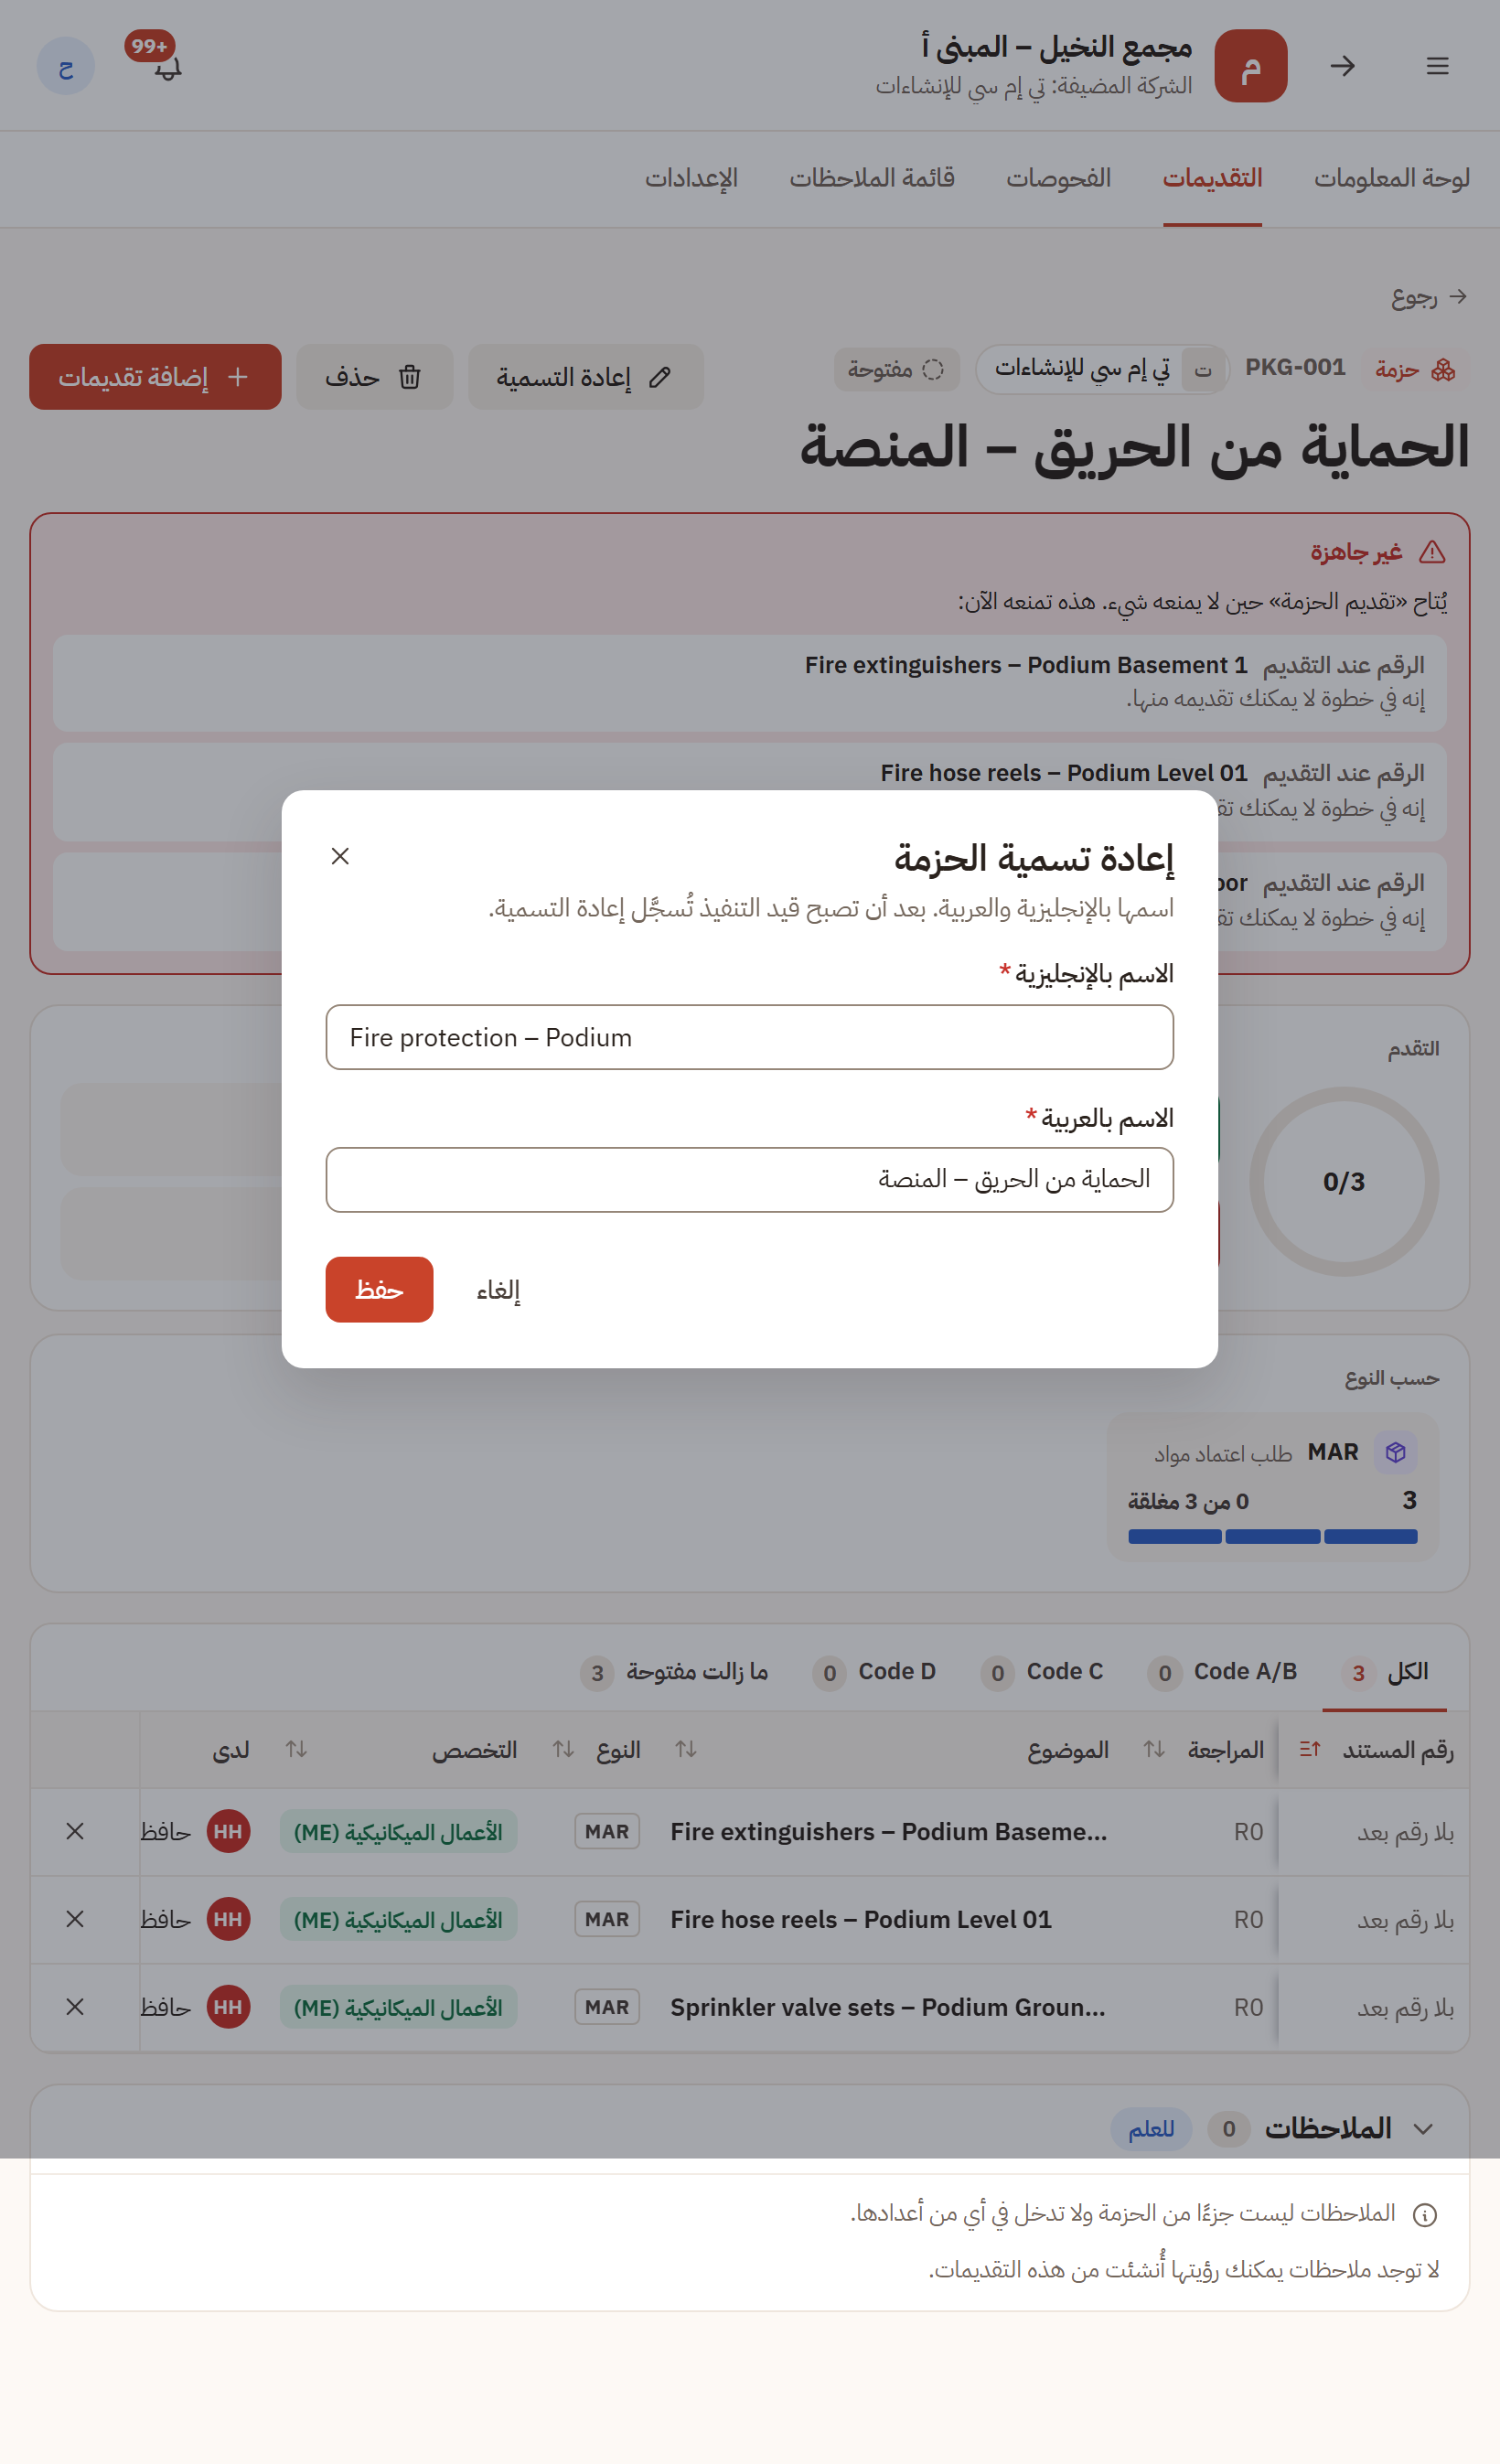 مجمع النخيل – المبنى أ
م
الشركة المضيفة: تي إم سي للإنشاءات
99+
ح
لوحة المعلومات
التقديمات
الفحوصات
قائمة الملاحظات
الإعدادات
رجوع
حزمة
PKG-001
ت
تي إم سي للإنشاءات
مفتوحة
إعادة التسمية
حذف
إضافة تقديمات
الحماية من الحريق – المنصة
غير جاهزة
يُتاح «تقديم الحزمة» حين لا يمنعه شيء. هذه تمنعه الآن:
الرقم عند التقديم Fire extinguishers – Podium Basement 1
إنه في خطوة لا يمكنك تقديمه منها.
الرقم عند التقديم Fire hose reels – Podium Level 01
إنه في خطوة لا يمكنك
الرقم عند التقديم
إنه في خطوة لا يمكنك
إعادة تسمية الحزمة
اسمها بالإنجليزية والعربية. بعد أن تصبح قيد التنفيذ تُسجَّل إعادة التسمية.
الاسم بالإنجليزية *
Fire protection – Podium
الاسم بالعربية *
الحماية من الحريق – المنصة
إلغاء
حفظ
التقدم
0/3
حسب النوع
MAR طلب اعتماد مواد
3
0 من 3 مغلقة
الكل 3
Code A/B 0
Code C 0
Code D 0
ما زالت مفتوحة 3
رقم المستند
المراجعة
الموضوع
النوع
التخصص
لدى
بلا رقم بعد
R0
Fire extinguishers – Podium Baseme...
MAR
الأعمال الميكانيكية (ME)
HH
حافظ
بلا رقم بعد
R0
Fire hose reels – Podium Level 01
MAR
الأعمال الميكانيكية (ME)
HH
حافظ
بلا رقم بعد
R0
Sprinkler valve sets – Podium Groun...
MAR
الأعمال الميكانيكية (ME)
HH
حافظ
الملاحظات
0
للعلم
الملاحظات ليست جزءًا من الحزمة ولا تدخل في أي من أعدادها.
لا توجد ملاحظات يمكنك رؤيتها أُنشئت من هذه التقديمات.